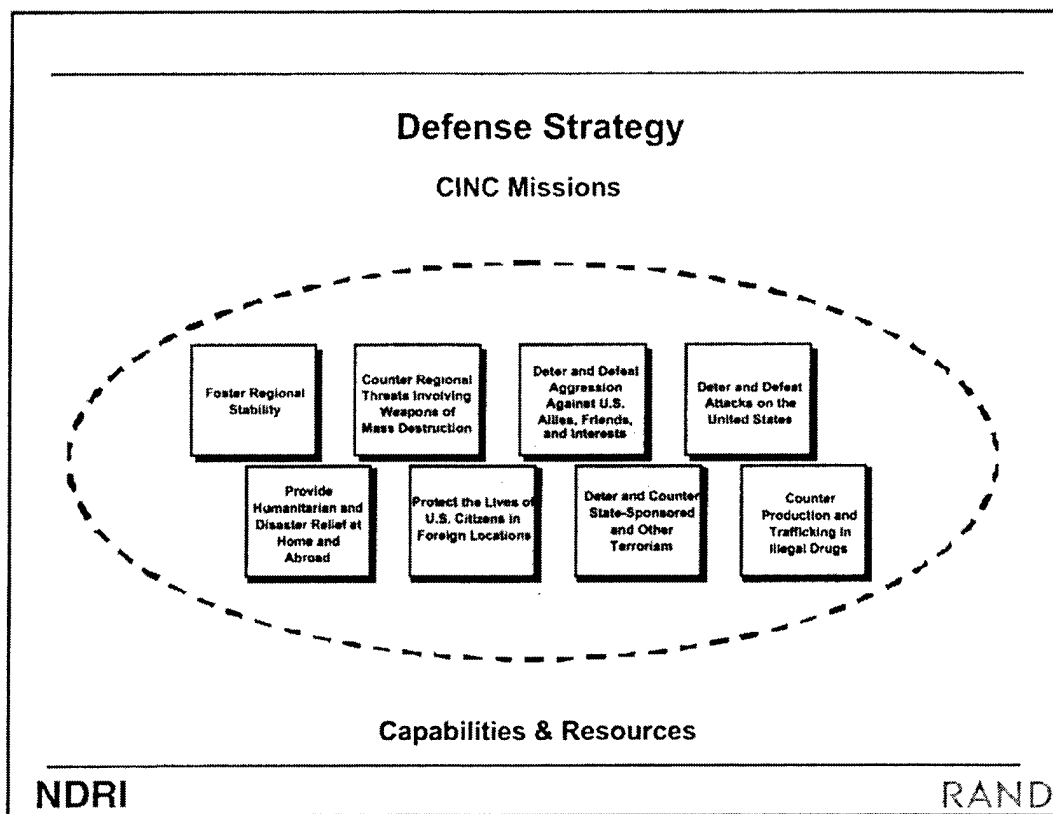 Defense Strategy
CINC Missions
Foster Regional
Stability
Counter Regional
Threats Involving
Weapons of
Mass Destruction
Deter and Defeat
Aggression
Against U.S.
Allies, Friends,
and Interests
Deter and Defeat
Attacks on the
United States
Provide
Humanitarian and
Disaster Relief at
Home and
Abroad
Protect the Lives of
U.S. Citizens in
Foreign Locations
Deter and Counter
State-Sponsored
and Other
Terrorism
Counter
Production and
Trafficking in
Illegal Drugs
Capabilities & Resources
NDRI
RAND